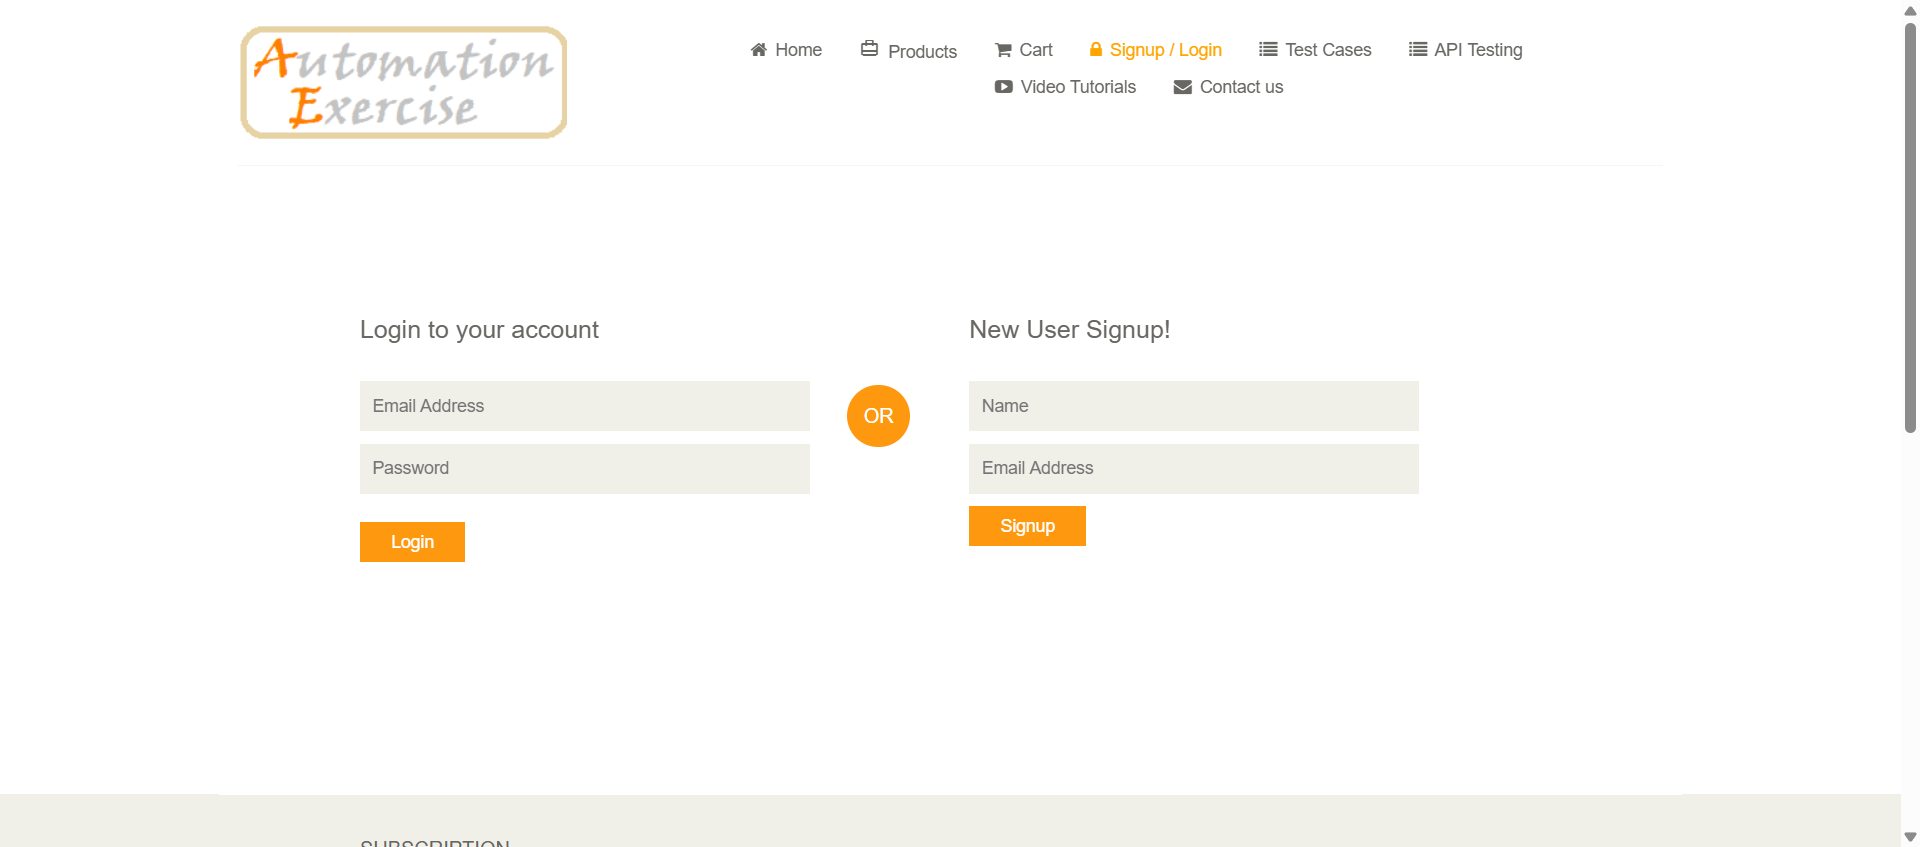 Automation
Exercise
Home
Products
Cart
Signup / Login
Test Cases
API Testing
Video Tutorials
Contact us
Login to your account
Email Address
Password
Login
OR
New User Signup!
Name
Email Address
Signup
SUBSCRIPTION